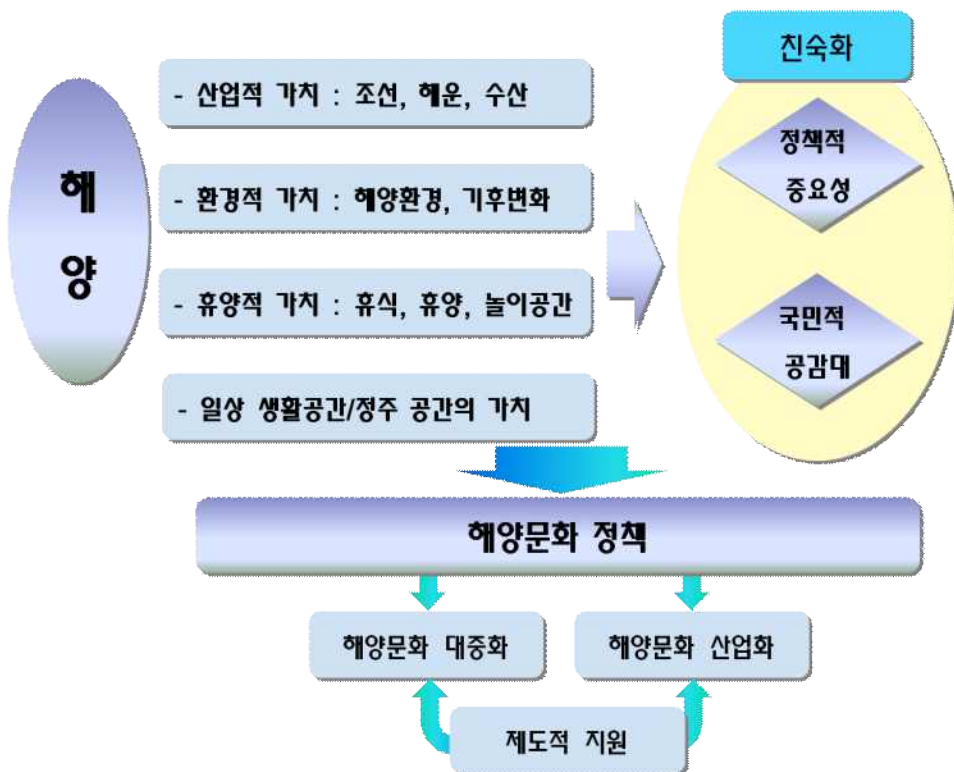 해
양
- 산업적 가치 : 조선, 해운, 수산
- 환경적 가치 : 해양환경, 기후변화
- 휴양적 가치 : 휴식, 휴양, 놀이공간
- 일상 생활공간/정주 공간의 가치
친숙화
정책적
중요성
국민적
공감대
해양문화 정책
해양문화 대중화
해양문화 산업화
제도적 지원